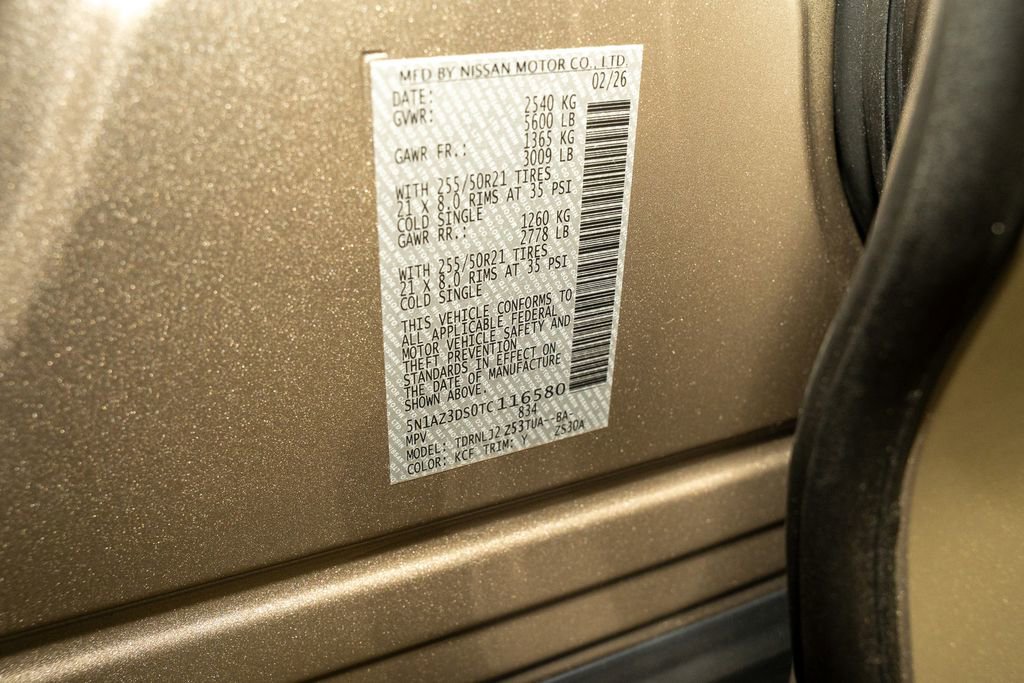 MFD BY NISSAN MOTOR CO., LTD.
DATE: 02/26
GVWR: 2540 KG
5600 LB
GAWR FR.: 1365 KG
3009 LB
WITH 255/50R21 TIRES
21 X 8.0 RIMS AT 35 PSI
COLD SINGLE
GAWR RR.: 1260 KG
2778 LB
WITH 255/50R21 TIRES
21 X 8.0 RIMS AT 35 PSI
COLD SINGLE
THIS VEHICLE CONFORMS TO
ALL APPLICABLE FEDERAL
MOTOR VEHICLE SAFETY AND
THEFT PREVENTION
STANDARDS IN EFFECT ON
THE DATE OF MANUFACTURE
SHOWN ABOVE.
5N1AZ3DS0TC116580
MPV 834
MODEL: TDRNLJ2 Z53TUA--BA-
COLOR: KCF TRIM: Y ZS30A